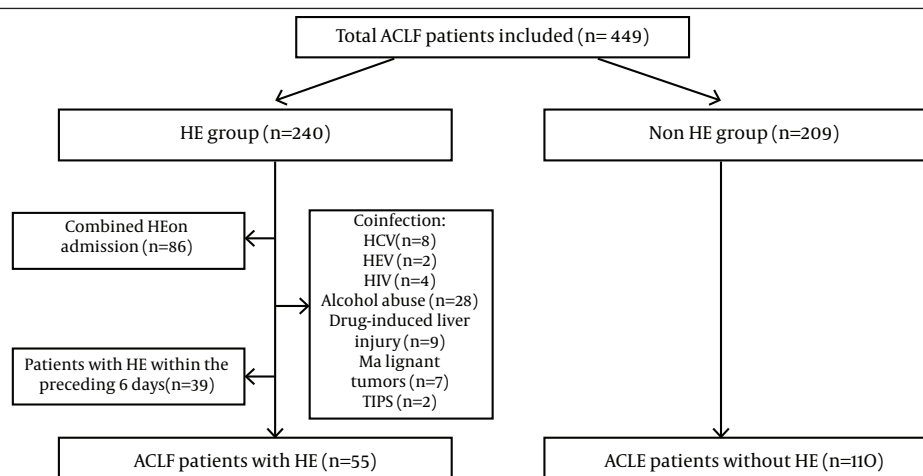 Total ACLF patients included (n= 449)
HE group (n=240)
Non HE group (n=209)
Combined HEon
admission (n=86)
Coinfection:
HCV(n=8)
HEV (n=2)
HIV (n=4)
Alcohol abuse (n=28)
Drug-induced liver
injury (n=9)
Ma lignant
tumors (n=7)
TIPS (n=2)
Patients with HE within the
preceding 6 days(n=39)
ACLF patients with HE (n=55)
ACLE patients without HE (n=110)